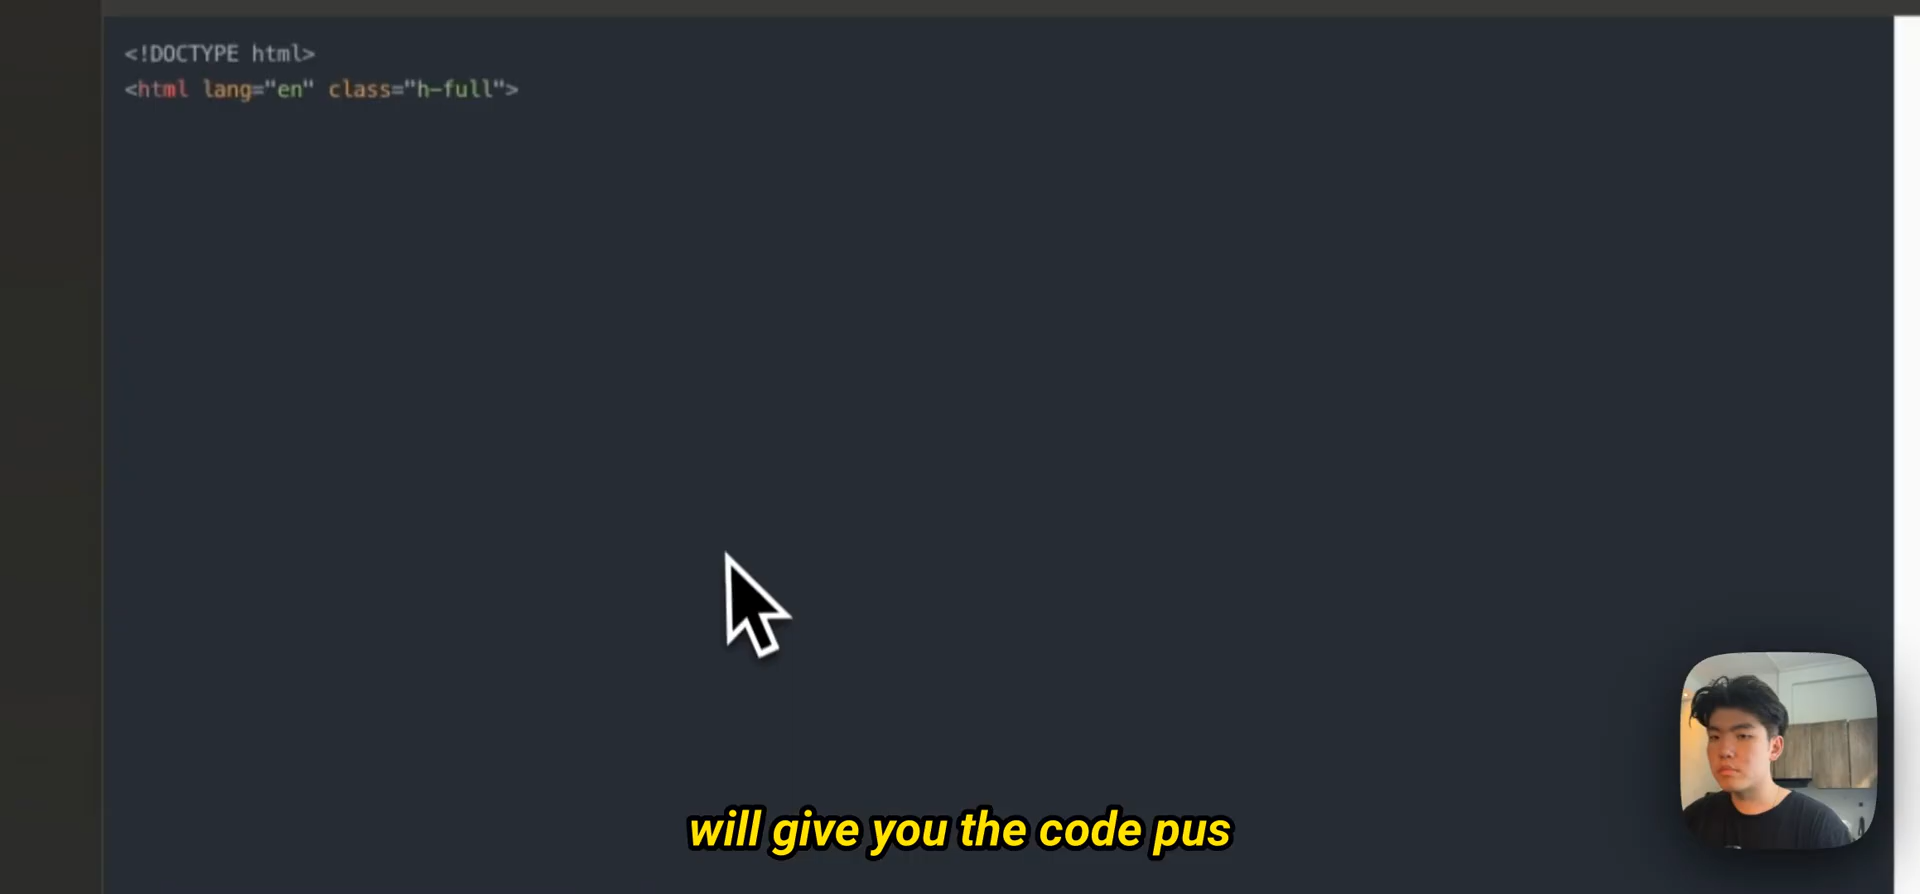 <!DOCTYPE html>
<html lang="en" class="h-full">
will give you the code pus